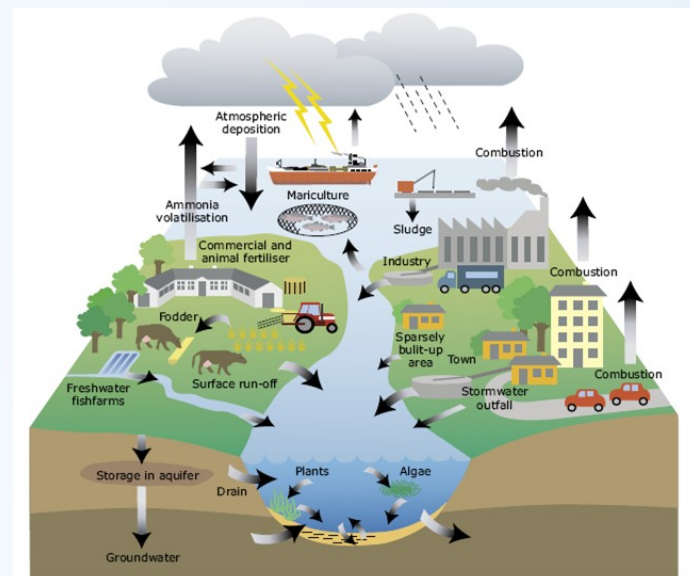 Atmospheric
deposition
Combustion
Mariculture
Ammonia
volatilisation
Sludge
Commercial and
animal fertiliser
Industry
Combustion
Fodder
Sparsely
bulit-up
area
Town
Freshwater
fishfarms
Surface run-off
Combustion
Stormwater
outfall
Storage in aquifer
Plants
Algae
Drain
Groundwater